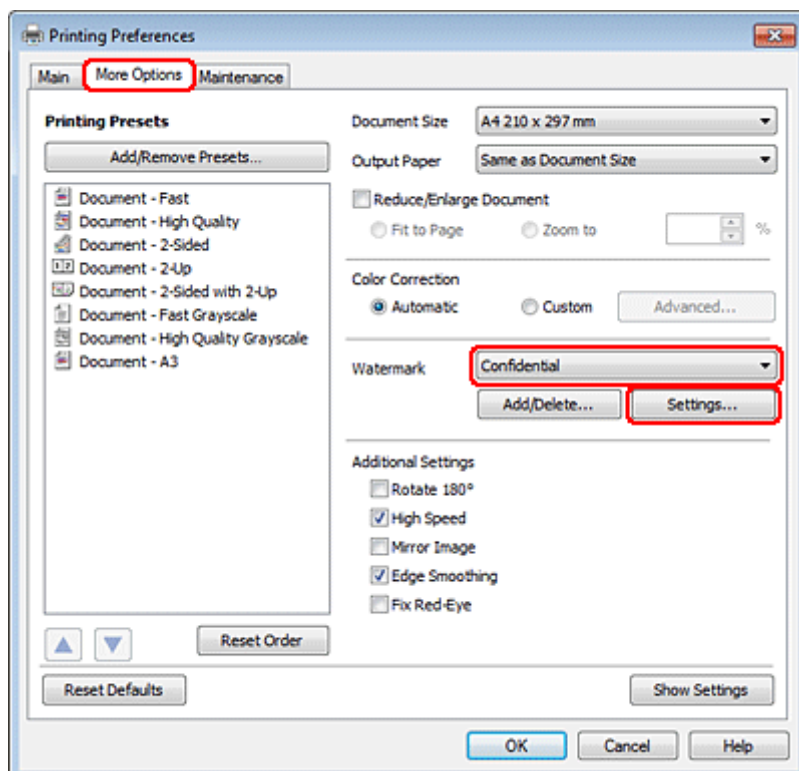 Printing Preferences
Main More Options Maintenance
Printing Presets
Add/Remove Presets...
Document - Fast
Document - High Quality
Document - 2-Sided
Document - 2-Up
Document - 2-Sided with 2-Up
Document - Fast Grayscale
Document - High Quality Grayscale
Document - A3
Reset Order
Document Size A4 210 x 297 mm
Output Paper Same as Document Size
Reduce/Enlarge Document
Fit to Page Zoom to %
Color Correction
Automatic Custom Advanced...
Watermark Confidential
Add/Delete... Settings...
Additional Settings
Rotate 180°
High Speed
Mirror Image
Edge Smoothing
Fix Red-Eye
Reset Defaults Show Settings
OK Cancel Help